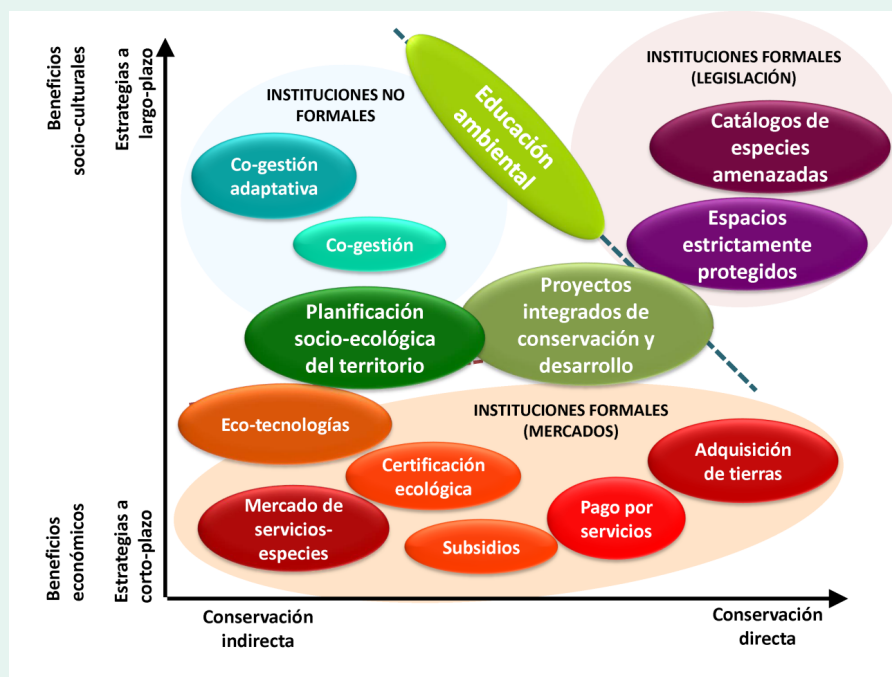 Beneficios
socio-culturales
Estrategias a
largo-plazo
Beneficios
económicos
Estrategias a
corto-plazo
INSTITUCIONES NO
FORMALES
Co-gestión
adaptativa
Co-gestión
Educación
ambiental
INSTITUCIONES FORMALES
(LEGISLACIÓN)
Catálogos de
especies
amenazadas
Espacios
estrictamente
protegidos
Planificación
socio-ecológica
del territorio
Proyectos
integrados de
conservación y
desarrollo
INSTITUCIONES FORMALES
(MERCADOS)
Eco-tecnologías
Certificación
ecológica
Adquisición
de tierras
Mercado de
servicios-
especies
Subsidios
Pago por
servicios
Conservación
indirecta
Conservación
directa